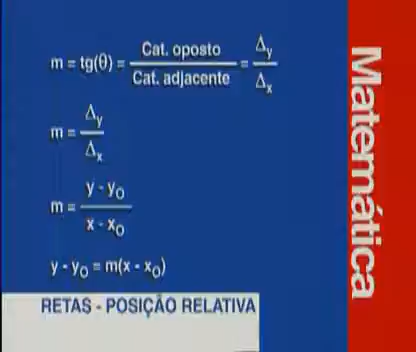 m = tg(θ) = Cat. oposto / Cat. adjacente = Δy / Δx
m = Δy / Δx
m = y - y₀ / x - x₀
y - y₀ = m(x - x₀)
RETAS - POSIÇÃO RELATIVA
Matemática